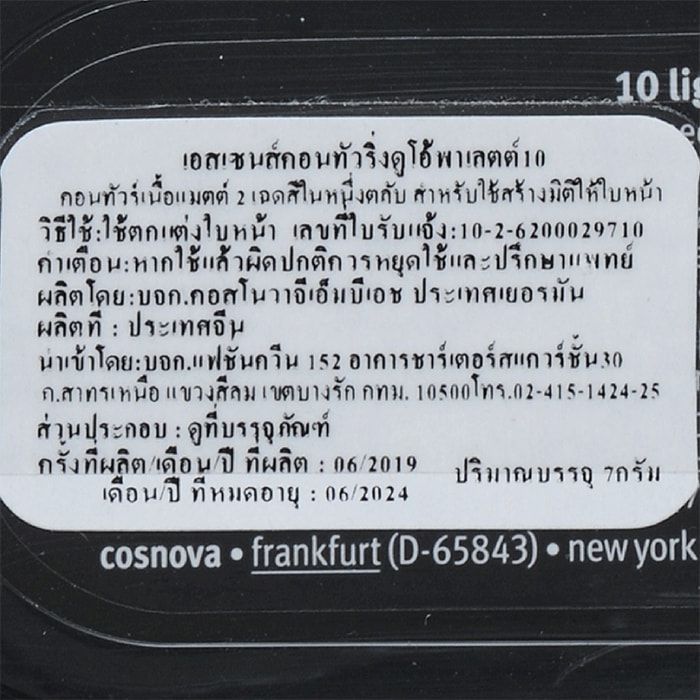 10 lig
เอสเซนส์คอนทัวริ่งดูโอ้พาเลตต์10
คอนทัวร์เนื้อแมตต์ 2 เฉดสีในหนึ่งตลับ สำหรับใช้สร้างมิติให้ใบหน้า
วิธีใช้:ใช้ตกแต่งใบหน้า เลขที่ใบรับแจ้ง:10-2-6200029710
คำเตือน:หากใช้แล้วผิดปกติควรหยุดใช้และปรึกษาแพทย์
ผลิตโดย:บจก.คอสโนวาจีเอ็มบีเอช ประเทศเยอรมัน
ผลิตที่ : ประเทศจีน
นำเข้าโดย:บจก.แฟชั่นควีน 152 อาคารชาร์เตอร์สแควร์ชั้น30
ถ.สาทรเหนือ แขวงสีลม เขตบางรัก กทม. 10500โทร.02-415-1424-25
ส่วนประกอบ : ดูที่บรรจุภัณฑ์
ครั้งที่ผลิต/เดือน/ปี ที่ผลิต : 06/2019
ปริมาณบรรจุ 7กรัม
เดือน/ปี ที่หมดอายุ : 06/2024
cosnova • frankfurt (D-65843) • new york